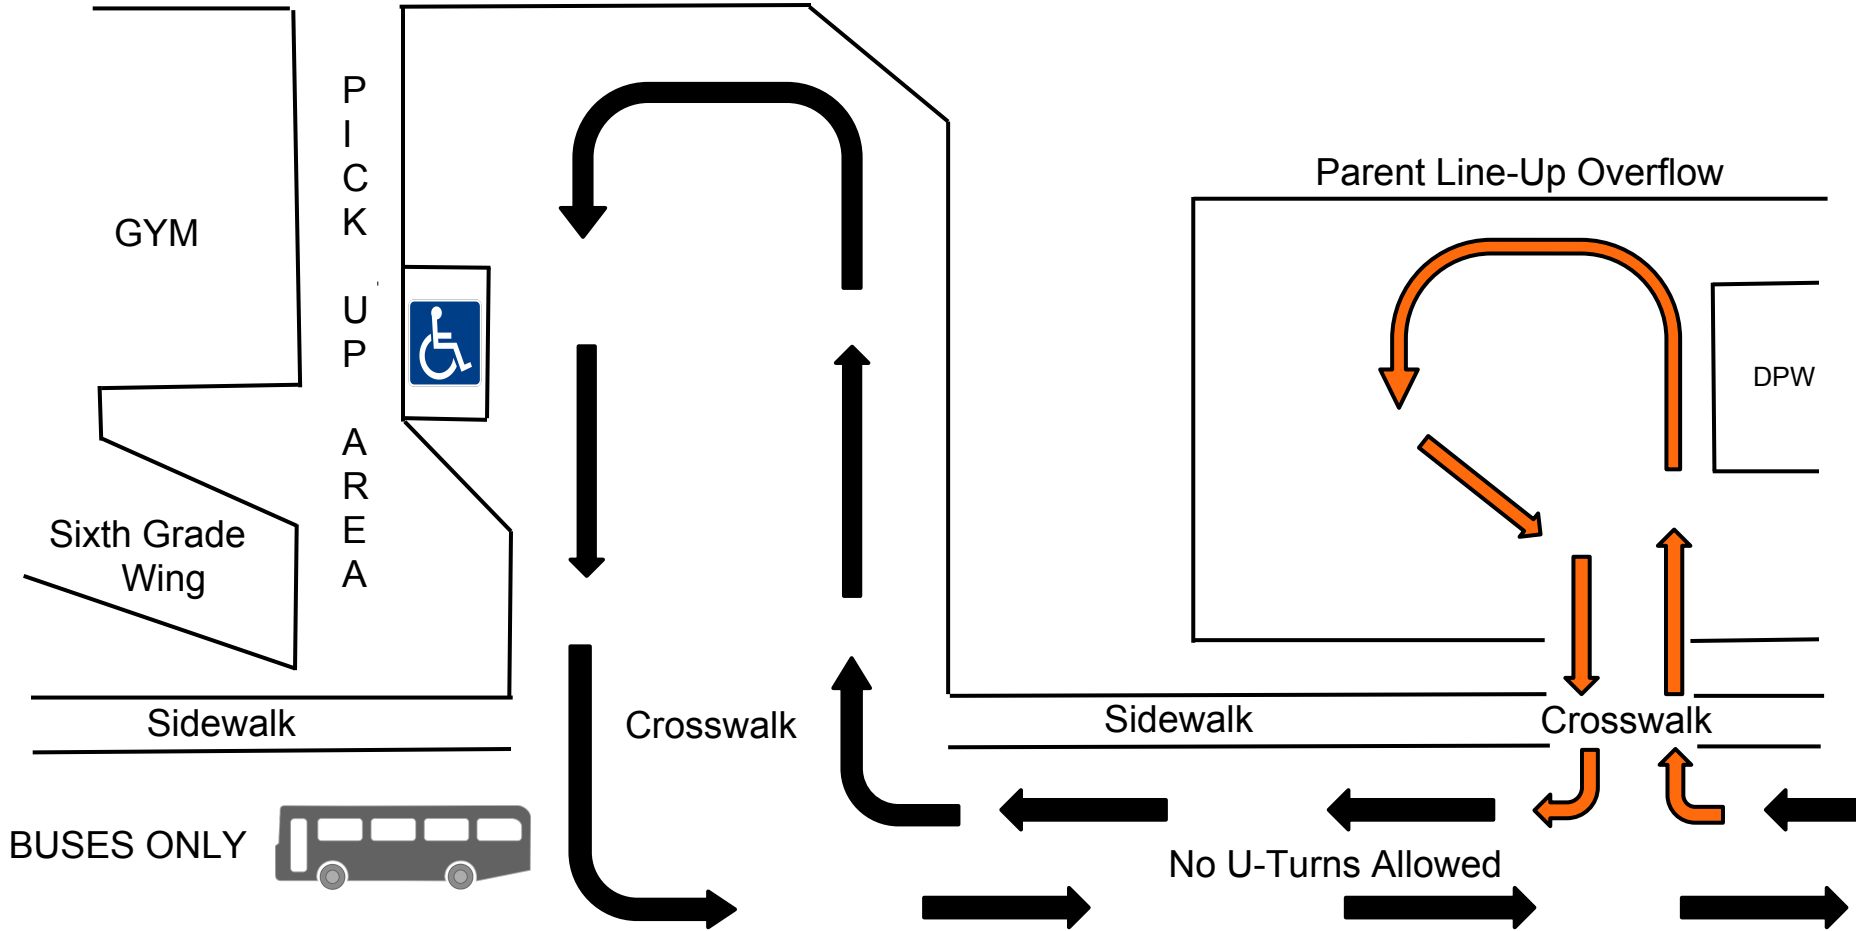 PICK UP AREA
Parent Line-Up Overflow
GYM
DPW
Sixth Grade
Wing
Sidewalk
Crosswalk
Sidewalk
Crosswalk
BUSES ONLY
No U-Turns Allowed